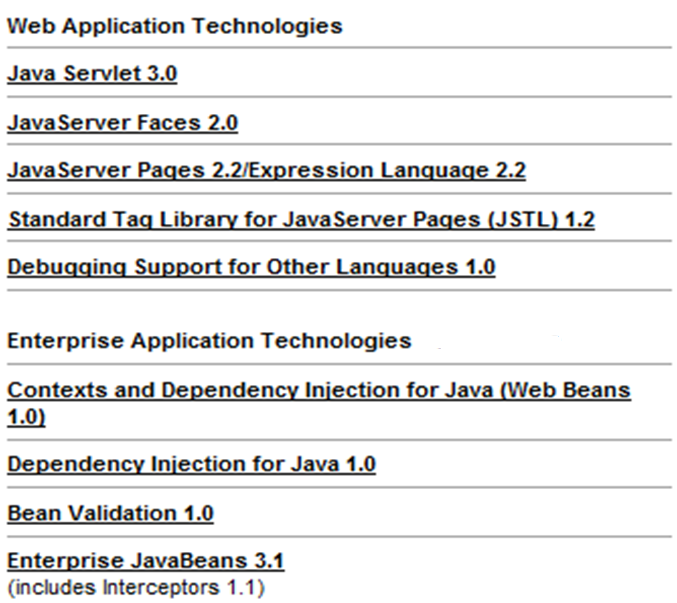 Web Application Technologies
Java Servlet 3.0
JavaServer Faces 2.0
JavaServer Pages 2.2/Expression Language 2.2
Standard Tag Library for JavaServer Pages (JSTL) 1.2
Debugging Support for Other Languages 1.0
Enterprise Application Technologies
Contexts and Dependency Injection for Java (Web Beans
1.0)
Dependency Injection for Java 1.0
Bean Validation 1.0
Enterprise JavaBeans 3.1
(includes Interceptors 1.1)